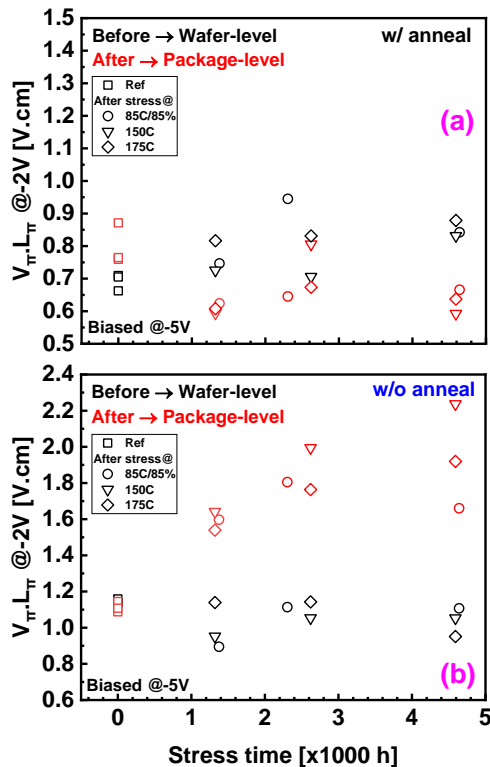 1.5
1.4
1.3
1.2
1.1
1.0
0.9
0.8
0.7
0.6
0.5
Vπ.Lπ @-2V [V.cm]
Before → Wafer-level
w/ anneal
After → Package-level
Ref
After stress@
85C/85%
150C
175C
(a)
Biased @-5V
2.4
2.2
2.0
1.8
1.6
1.4
1.2
1.0
0.8
0.6
Vπ.Lπ @-2V [V.cm]
Before → Wafer-level
w/o anneal
After → Package-level
Ref
After stress@
85C/85%
150C
175C
Biased @-5V
(b)
0 1 2 3 4 5
Stress time [x1000 h]